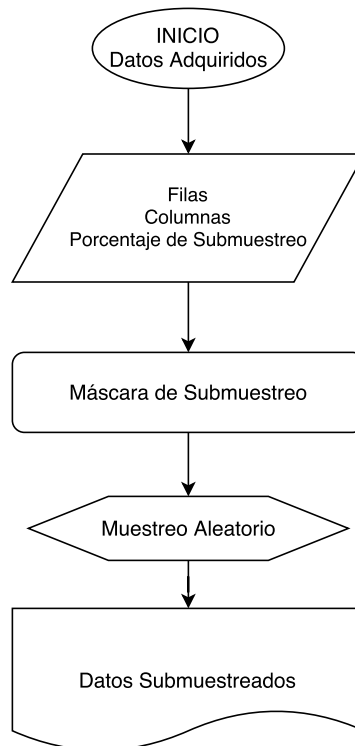 INICIO
Datos Adquiridos
Filas
Columnas
Porcentaje de Submuestreo
Máscara de Submuestreo
Muestreo Aleatorio
Datos Submuestreados